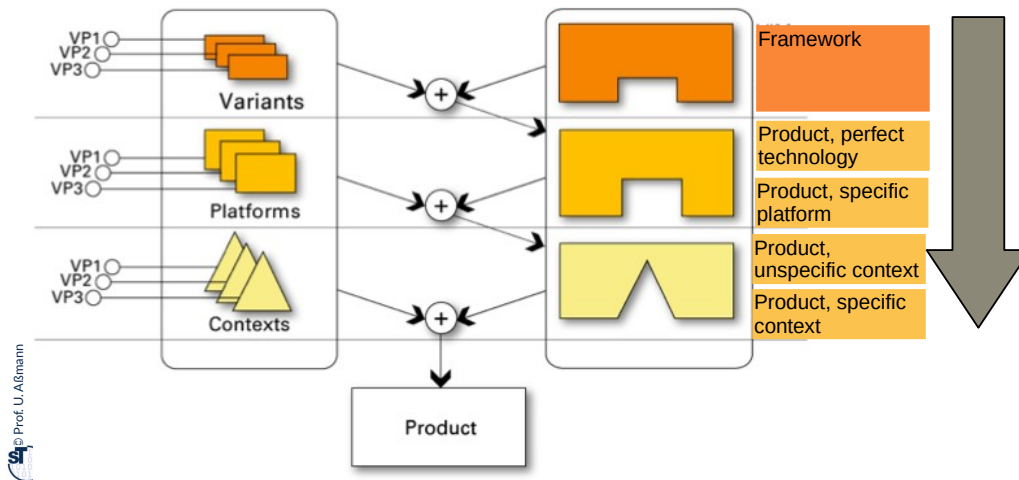 VP1
VP2
VP3
Variants
+
Framework
VP1
VP2
VP3
Platforms
+
Product, perfect
technology
Product, specific
platform
VP1
VP2
VP3
Contexts
+
Product,
unspecific context
Product, specific
context
Product
© Prof. U. Aßmann
ST